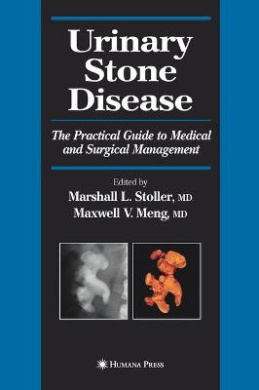 Urinary
Stone
Disease
The Practical Guide to Medical
and Surgical Management
Edited by
Marshall L. Stoller, MD
Maxwell V. Meng, MD
HUMANA PRESS